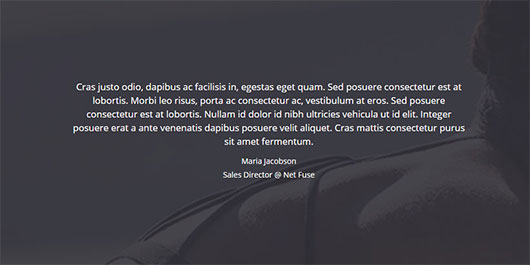 Cras justo odio, dapibus ac facilisis in, egestas eget quam. Sed posuere consectetur est at
lobortis. Morbi leo risus, porta ac consectetur ac, vestibulum at eros. Sed posuere
consectetur est at lobortis. Nullam id dolor id nibh ultricies vehicula ut id elit. Integer
posuere erat a ante venenatis dapibus posuere velit aliquet. Cras mattis consectetur purus
sit amet fermentum.
Maria Jacobson
Sales Director @ Net Fuse